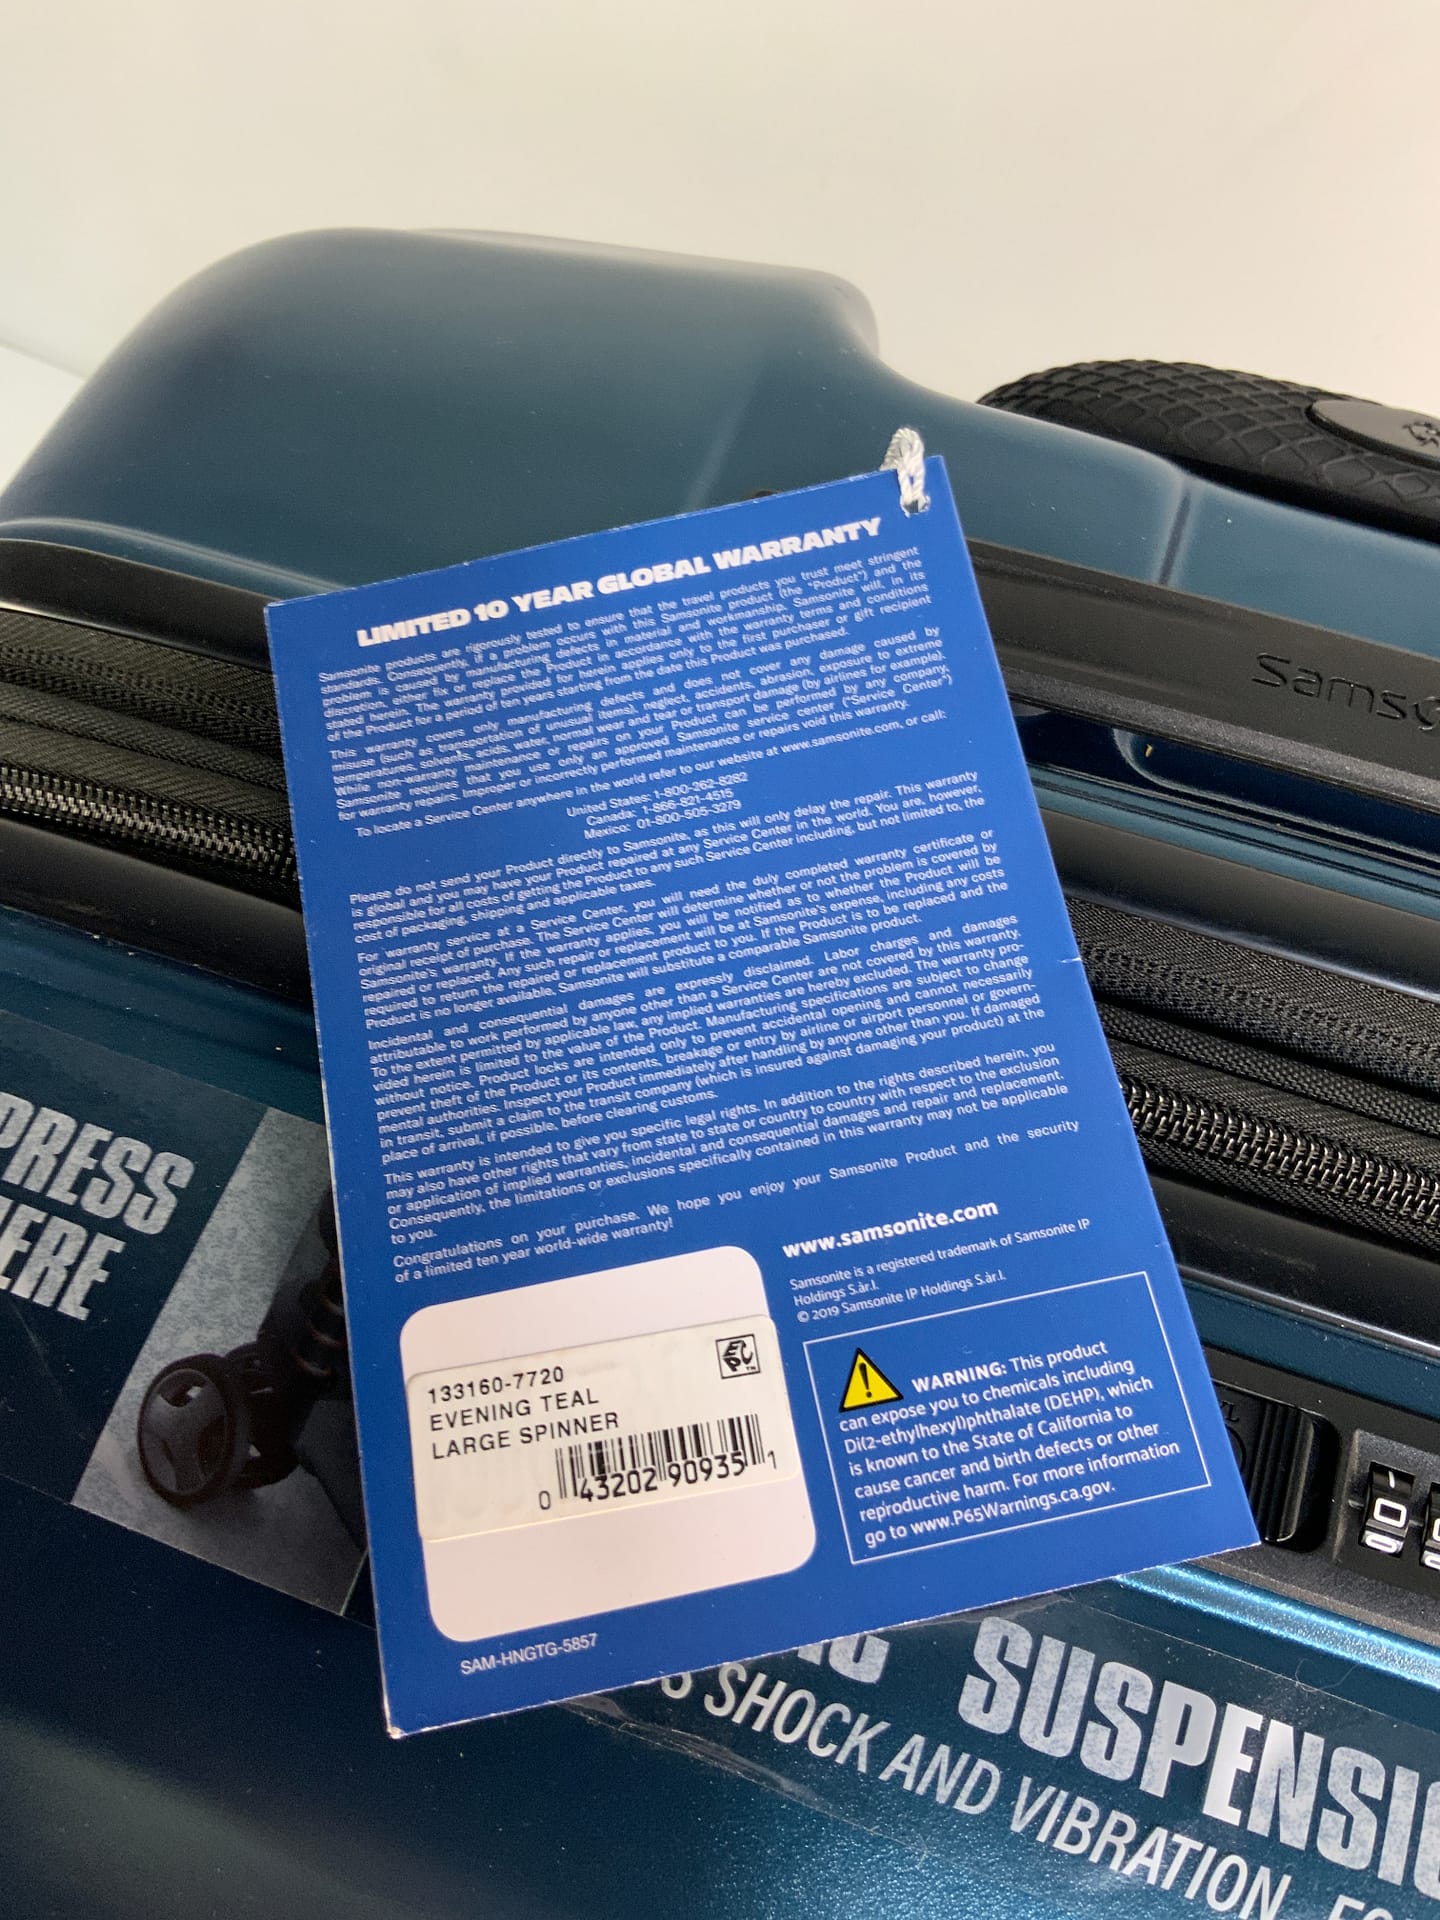 LIMITED 10 YEAR GLOBAL WARRANTY
Samsonite products are rigorously tested to ensure that the travel products you trust meet stringent
standards. Consequently, if a problem occurs with this Samsonite product (the "Product") and the
problem is caused by manufacturing defects in material and workmanship, Samsonite will, in its
discretion, either fix or replace the Product in accordance with the warranty terms and conditions
stated herein. The warranty provided for herein applies only to the first purchaser or gift recipient
of the Product for a period of ten years starting from the date this Product was purchased.
This warranty covers only manufacturing defects and does not cover any damage caused by
misuse (such as transportation of unusual items), neglect, accidents, abrasion, exposure to extreme
temperatures, solvents, acids, water, normal wear and tear or transport damage (by airlines for example).
While non-warranty maintenance or repairs on your Product can be performed by any company,
Samsonite requires that you use only an approved Samsonite service center ("Service Center")
for warranty repairs. Improper or incorrectly performed maintenance or repairs void this warranty.
To locate a Service Center anywhere in the world refer to our website at www.samsonite.com, or call:
United States: 1-800-262-8282
Canada: 1-866-821-4515
Mexico: 01-800-505-3279
Please do not send your Product directly to Samsonite, as this will only delay the repair. This warranty
is global and you may have your Product repaired at any Service Center in the world. You are, however,
responsible for all costs of getting the Product to any such Service Center including, but not limited to, the
cost of packaging, shipping and applicable taxes.
For warranty service at a Service Center, you will need the duly completed warranty certificate or
original receipt of purchase. The Service Center will determine whether or not the problem is covered by
Samsonite's warranty. If the warranty applies, you will be notified as to whether the Product will be
repaired or replaced. Any such repair or replacement will be at Samsonite's expense, including any costs
required to return the repaired or replacement product to you. If the Product is to be replaced and the
Product is no longer available, Samsonite will substitute a comparable Samsonite product.
Incidental and consequential damages are expressly disclaimed. Labor charges and damages
attributable to work performed by anyone other than a Service Center are not covered by this warranty.
To the extent permitted by applicable law, any implied warranties are hereby excluded. The warranty pro-
vided herein is limited to the value of the Product. Manufacturing specifications are subject to change
without notice. Product locks are intended only to prevent accidental opening and cannot necessarily
prevent theft of the Product or its contents, breakage or entry by airline or airport personnel or govern-
mental authorities. Inspect your Product immediately after handling by anyone other than you. If damaged
in transit, submit a claim to the transit company (which is insured against damaging your product) at the
place of arrival, if possible, before clearing customs.
This warranty is intended to give you specific legal rights. In addition to the rights described herein, you
may also have other rights that vary from state to state or country to country with respect to the exclusion
or application of implied warranties, incidental and consequential damages and repair and replacement.
Consequently, the limitations or exclusions specifically contained in this warranty may not be applicable
to you.
Congratulations on your purchase. We hope you enjoy your Samsonite Product and the security
of a limited ten year world-wide warranty!
www.samsonite.com
Samsonite is a registered trademark of Samsonite IP
Holdings S.àr.l.
© 2019 Samsonite IP Holdings S.àr.l.
WARNING: This product
can expose you to chemicals including
Di(2-ethylhexyl)phthalate (DEHP), which
is known to the State of California to
cause cancer and birth defects or other
reproductive harm. For more information
go to www.P65Warnings.ca.gov.
EPC™
133160-7720
EVENING TEAL
LARGE SPINNER
0 43202 90935 1
SAM-HNGTG-5857
PRESS
SUSPENSIO
SHOCK AND VIBRATION
Sams